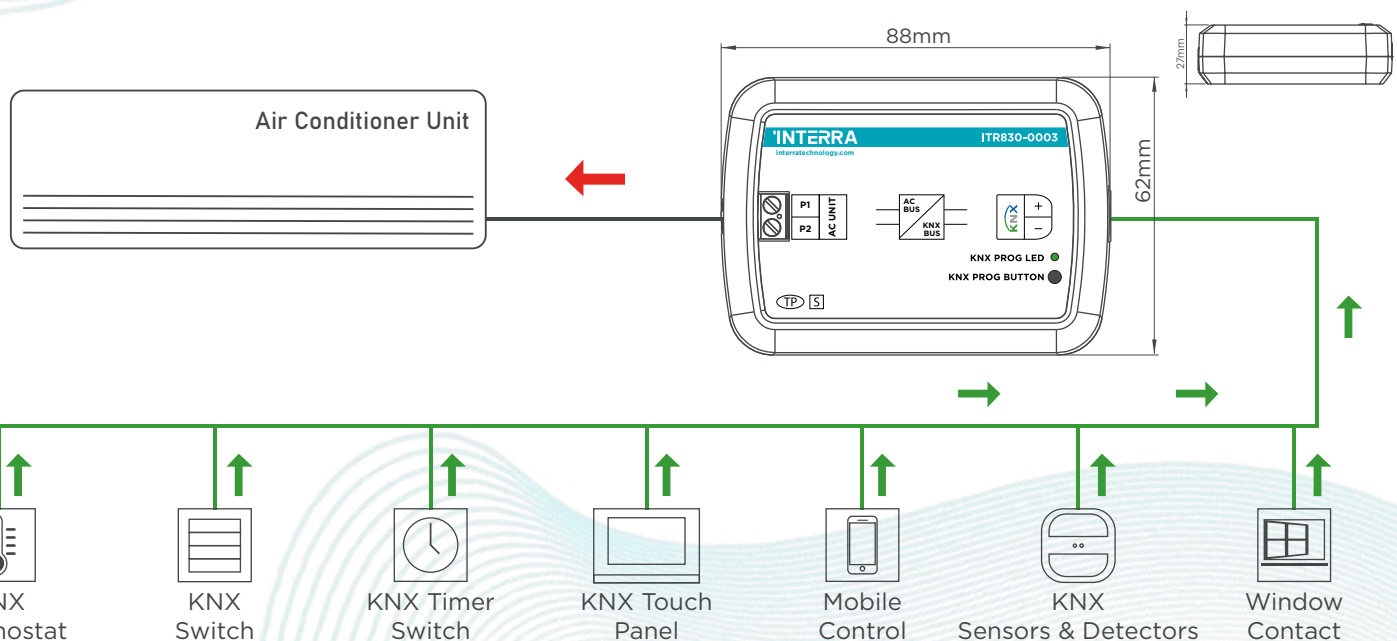 88mm
27mm
Air Conditioner Unit
INTERRA
ITR830-0003
interratechnology.com
62mm
P1
P2
AC UNIT
AC
BUS
KNX
BUS
KNX
+
−
KNX PROG LED
KNX PROG BUTTON
TP
S
NX
nostat
KNX
Switch
KNX Timer
Switch
KNX Touch
Panel
Mobile
Control
KNX
Sensors & Detectors
Window
Contact